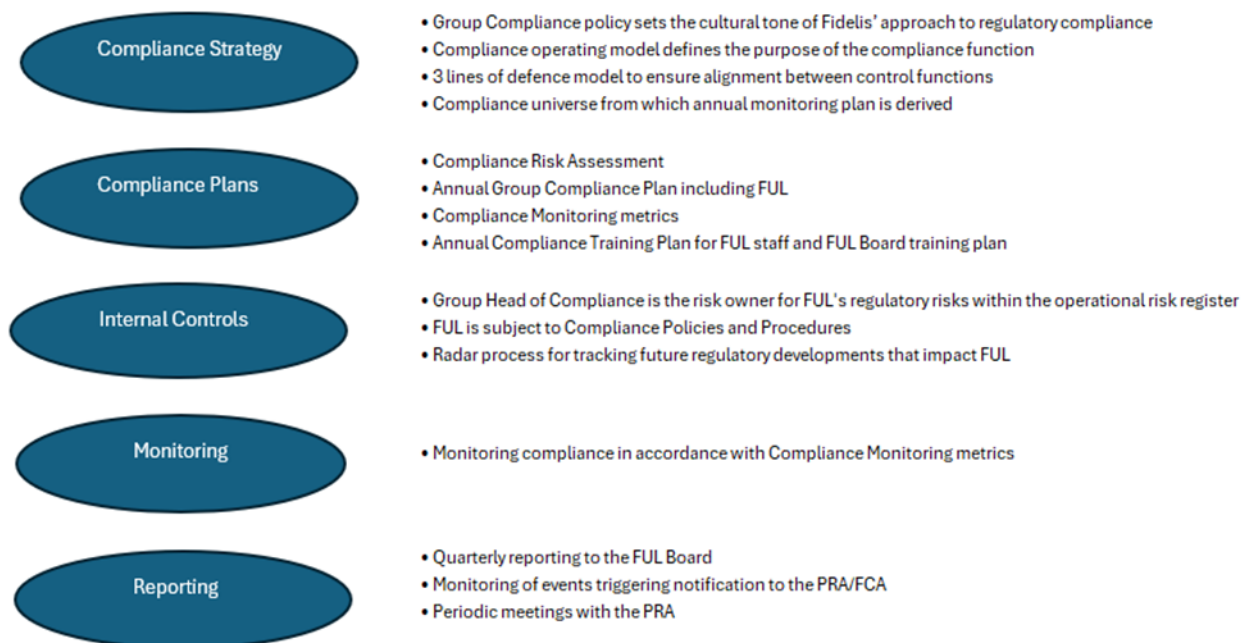 Compliance Strategy
• Group Compliance policy sets the cultural tone of Fidelis’ approach to regulatory compliance
• Compliance operating model defines the purpose of the compliance function
• 3 lines of defence model to ensure alignment between control functions
• Compliance universe from which annual monitoring plan is derived
Compliance Plans
• Compliance Risk Assessment
• Annual Group Compliance Plan including FUL
• Compliance Monitoring metrics
• Annual Compliance Training Plan for FUL staff and FUL Board training plan
Internal Controls
• Group Head of Compliance is the risk owner for FUL's regulatory risks within the operational risk register
• FUL is subject to Compliance Policies and Procedures
• Radar process for tracking future regulatory developments that impact FUL
Monitoring
• Monitoring compliance in accordance with Compliance Monitoring metrics
Reporting
• Quarterly reporting to the FUL Board
• Monitoring of events triggering notification to the PRA/FCA
• Periodic meetings with the PRA